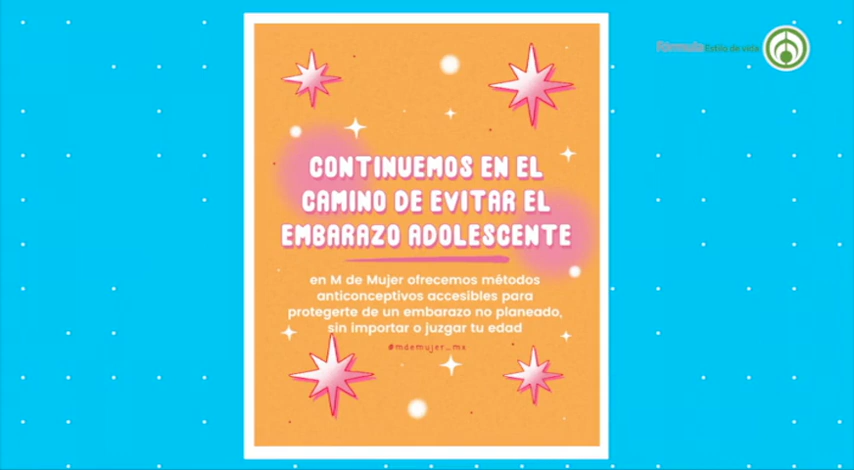 Fórmula Estilo de vida
CONTINUEMOS EN EL
CAMINO DE EVITAR EL
EMBARAZO ADOLESCENTE
en M de Mujer ofrecemos métodos
anticonceptivos accesibles para
protegerte de un embarazo no planeado,
sin importar o juzgar tu edad
#mdemujer_mx